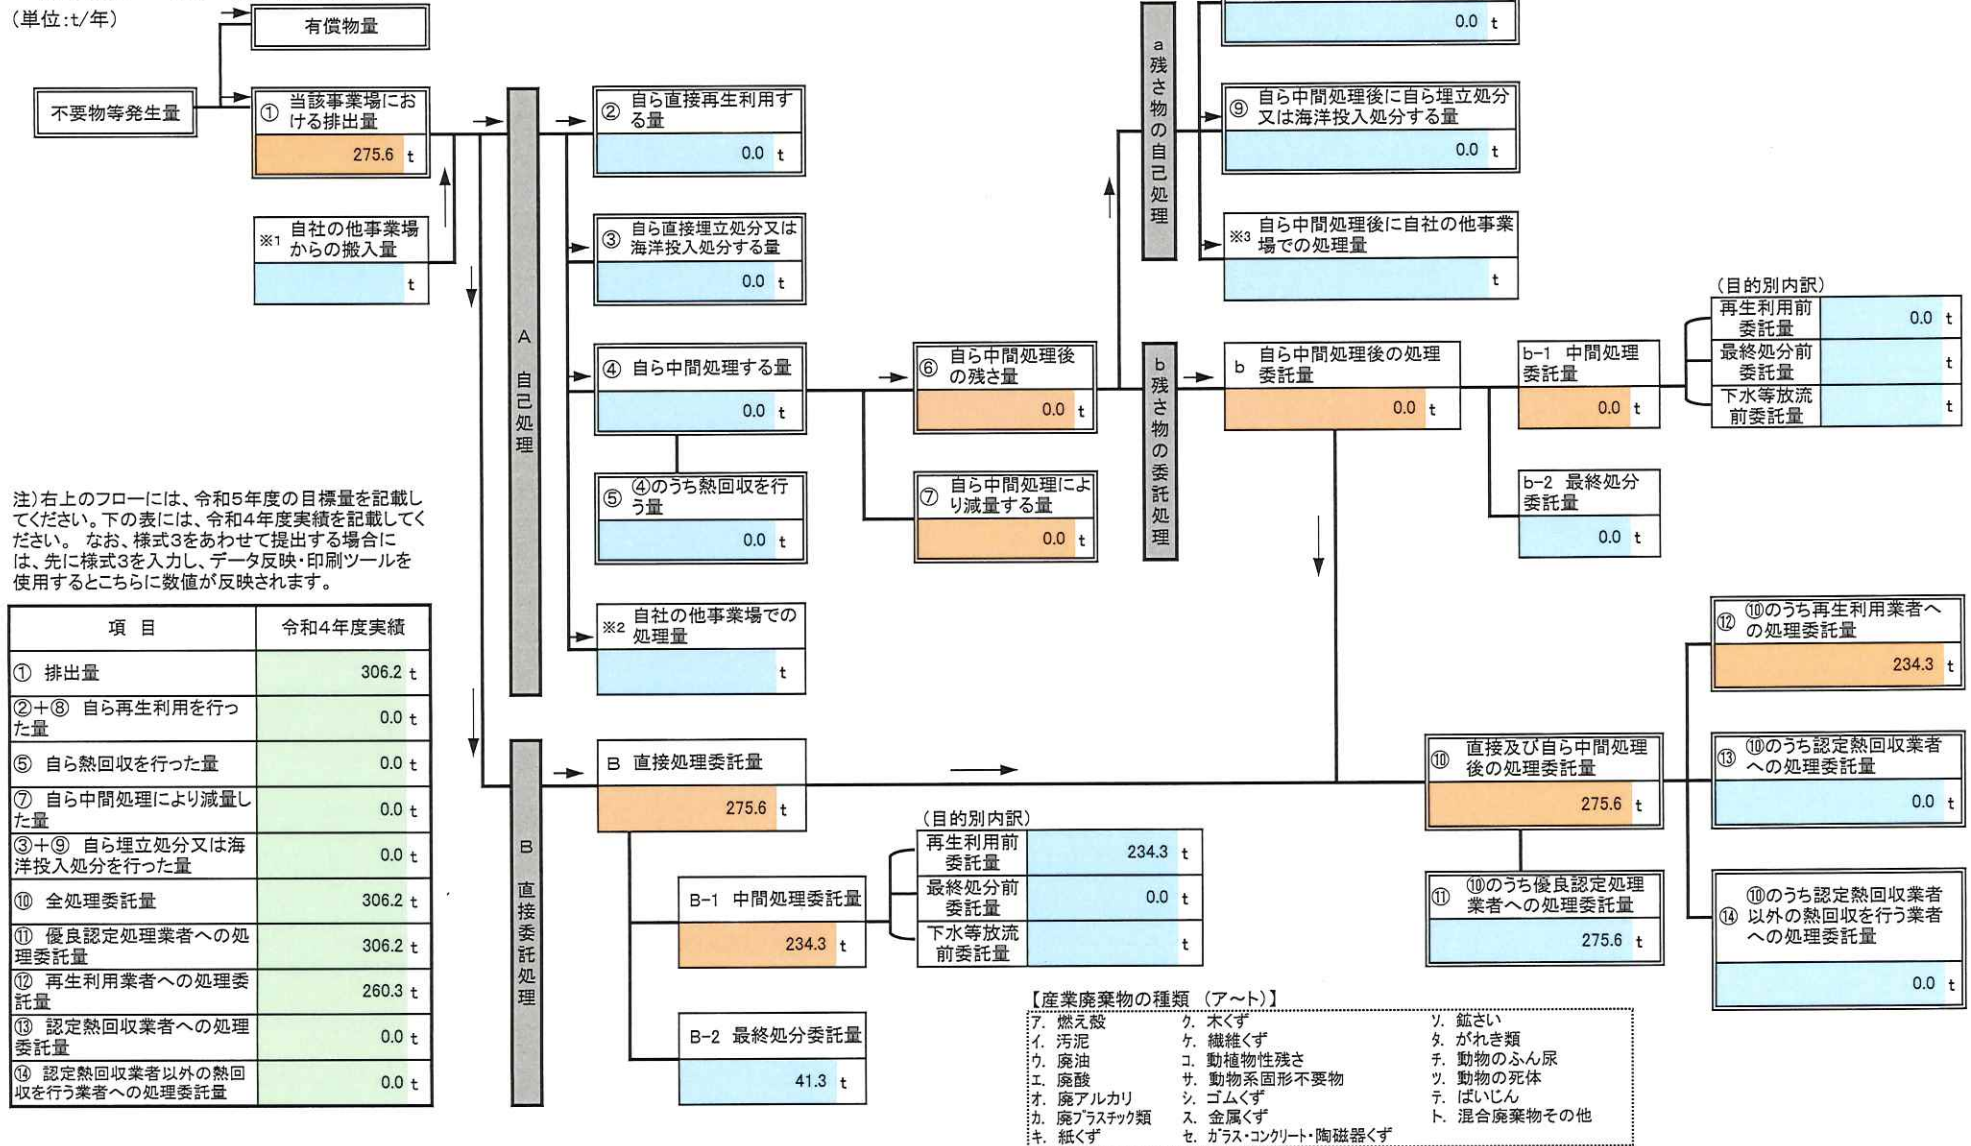 (単位:t/年)
有償物量
不要物等発生量
① 当該事業場にお
ける排出量
275.6 t
※1 自社の他事業場
からの搬入量
t
A 自己処理
② 自ら直接再生利用す
る量
0.0 t
③ 自ら直接埋立処分又は
海洋投入処分する量
0.0 t
④ 自ら中間処理する量
0.0 t
⑤ ④のうち熱回収を行
う量
0.0 t
※2 自社の他事業場での
処理量
t
⑥ 自ら中間処理後
の残さ量
0.0 t
⑦ 自ら中間処理によ
り減量する量
0.0 t
a 残さ物の自己処理
0.0 t
⑨ 自ら中間処理後に自ら埋立処分
又は海洋投入処分する量
0.0 t
※3 自ら中間処理後に自社の他事業
場での処理量
t
b 残さ物の委託処理
b 自ら中間処理後の処理
委託量
0.0 t
b-1 中間処理
委託量
0.0 t
b-2 最終処分
委託量
0.0 t
(目的別内訳)
再生利用前
委託量
0.0 t
最終処分前
委託量
t
下水等放流
前委託量
t
注)右上のフローには、令和5年度の目標量を記載し
てください。下の表には、令和4年度実績を記載してく
ださい。 なお、様式3をあわせて提出する場合に
は、先に様式3を入力し、データ反映・印刷ツールを
使用するとこちらに数値が反映されます。
項 目 令和4年度実績
① 排出量 306.2 t
②+⑧ 自ら再生利用を行っ
た量 0.0 t
⑤ 自ら熱回収を行った量 0.0 t
⑦ 自ら中間処理により減量し
た量 0.0 t
③+⑨ 自ら埋立処分又は海
洋投入処分を行った量 0.0 t
⑩ 全処理委託量 306.2 t
⑪ 優良認定処理業者への処
理委託量 306.2 t
⑫ 再生利用業者への処理委
託量 260.3 t
⑬ 認定熱回収業者への処理
委託量 0.0 t
⑭ 認定熱回収業者以外の熱回
収を行う業者への処理委託量 0.0 t
B 直接委託処理
B 直接処理委託量
275.6 t
B-1 中間処理委託量
234.3 t
B-2 最終処分委託量
41.3 t
(目的別内訳)
再生利用前
委託量
234.3 t
最終処分前
委託量
0.0 t
下水等放流
前委託量
t
⑩ 直接及び自ら中間処理
後の処理委託量
275.6 t
⑪ ⑩のうち優良認定処理
業者への処理委託量
275.6 t
⑫ ⑩のうち再生利用業者へ
の処理委託量
234.3 t
⑬ ⑩のうち認定熱回収業者
への処理委託量
0.0 t
⑭ ⑩のうち認定熱回収業者
以外の熱回収を行う業者
への処理委託量
0.0 t
【産業廃棄物の種類 (ア~ト)】
ア. 燃え殻 ク. 木くず ソ. 鉱さい
イ. 汚泥 ケ. 繊維くず タ. がれき類
ウ. 廃油 コ. 動植物性残さ チ. 動物のふん尿
エ. 廃酸 サ. 動物系固形不要物 ツ. 動物の死体
オ. 廃アルカリ シ. ゴムくず テ. ばいじん
カ. 廃プラスチック類 ス. 金属くず ト. 混合廃棄物その他
キ. 紙くず セ. ガラス・コンクリート・陶磁器くず